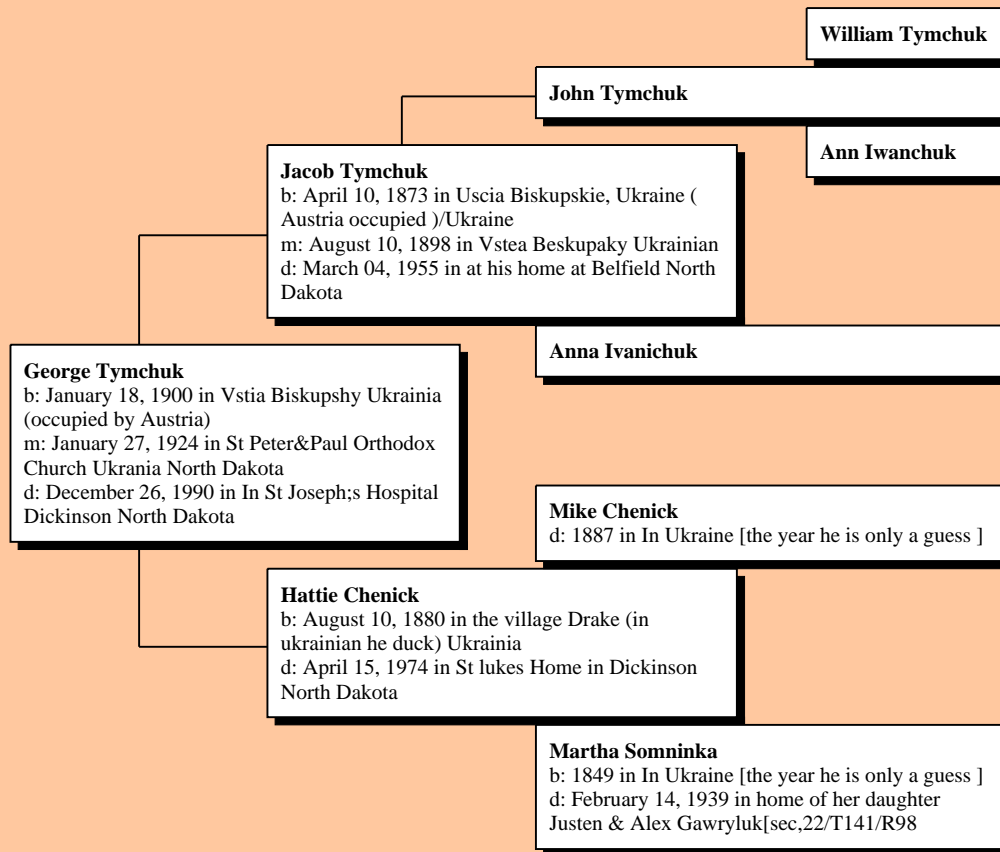 William Tymchuk
John Tymchuk
Ann Iwanchuk
Jacob Tymchuk
b: April 10, 1873 in Uscia Biskupskie, Ukraine (
Austria occupied )/Ukraine
m: August 10, 1898 in Vstea Beskupaky Ukrainian
d: March 04, 1955 in at his home at Belfield North
Dakota
Anna Ivanichuk
George Tymchuk
b: January 18, 1900 in Vstia Biskupshy Ukrainia
(occupied by Austria)
m: January 27, 1924 in St Peter&Paul Orthodox
Church Ukrania North Dakota
d: December 26, 1990 in In St Joseph;s Hospital
Dickinson North Dakota
Mike Chenick
d: 1887 in In Ukraine [the year he is only a guess ]
Hattie Chenick
b: August 10, 1880 in the village Drake (in
ukrainian he duck) Ukrainia
d: April 15, 1974 in St lukes Home in Dickinson
North Dakota
Martha Somninka
b: 1849 in In Ukraine [the year he is only a guess ]
d: February 14, 1939 in home of her daughter
Justen & Alex Gawryluk[sec,22/T141/R98